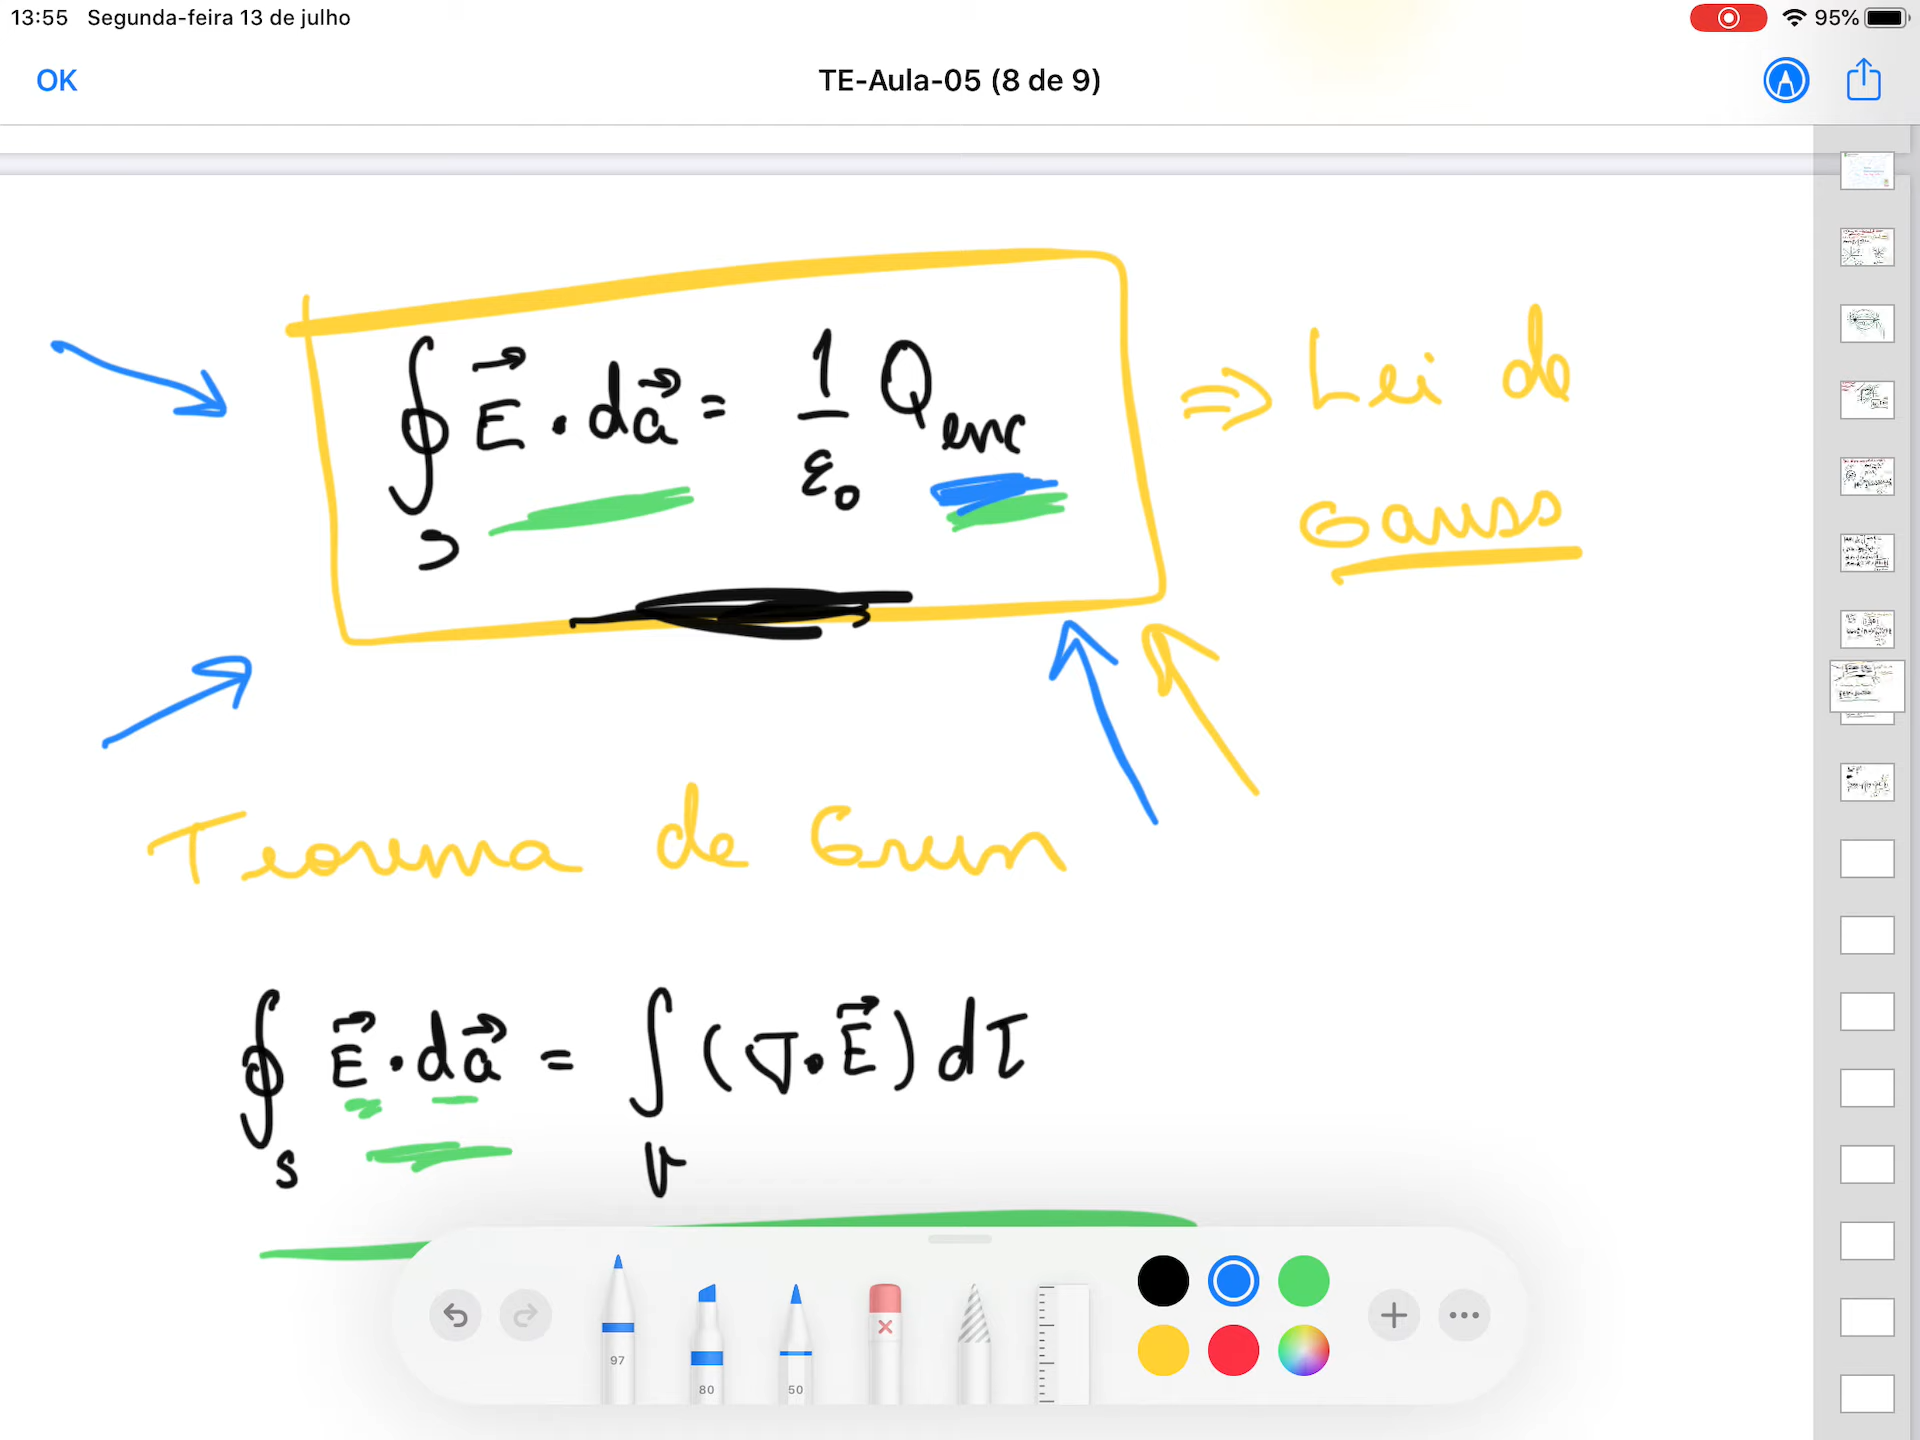 13:55 Segunda-feira 13 de julho 95%
OK TE-Aula-05 (8 de 9)
∮ₛ E⃗ · da⃗ = 1/ε₀ Q enc ⇒ Lei de
Gauss
Teorema de Green
∮ₛ E⃗ · da⃗ = ∫ᵥ (∇ · E⃗) dτ
97 80 50